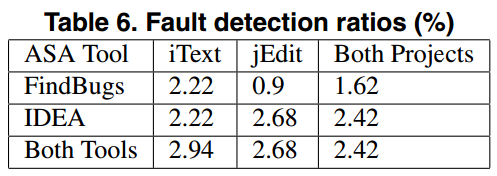 Table 6. Fault detection ratios (%)
ASA Tool iText jEdit Both Projects
FindBugs 2.22 0.9 1.62
IDEA 2.22 2.68 2.42
Both Tools 2.94 2.68 2.42